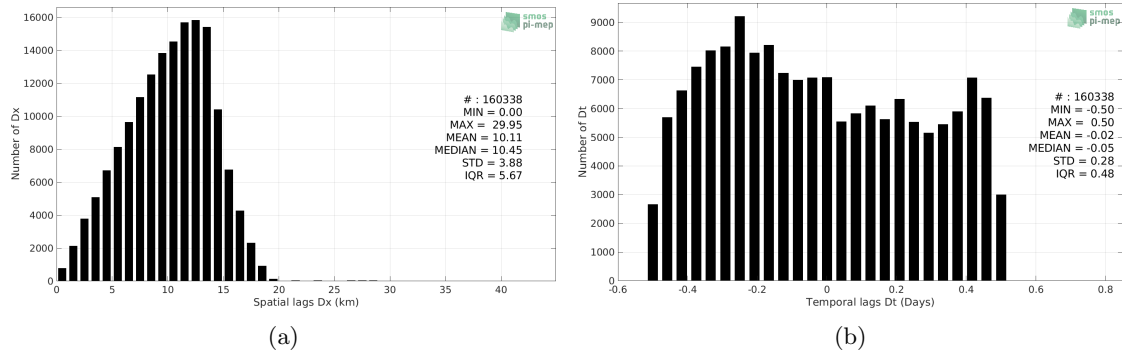 smos
pi-mep
16000
14000
12000
10000
8000
6000
4000
2000
0
Number of Dx
# : 160338
MIN = 0.00
MAX = 29.95
MEAN = 10.11
MEDIAN = 10.45
STD = 3.88
IQR = 5.67
0 5 10 15 20 25 30 35 40
Spatial lags Dx (km)
(a)
smos
pi-mep
9000
8000
7000
6000
5000
4000
3000
2000
1000
0
Number of Dt
# : 160338
MIN = -0.50
MAX = 0.50
MEAN = -0.02
MEDIAN = -0.05
STD = 0.28
IQR = 0.48
-0.6 -0.4 -0.2 0 0.2 0.4 0.6 0.8
Temporal lags Dt (Days)
(b)